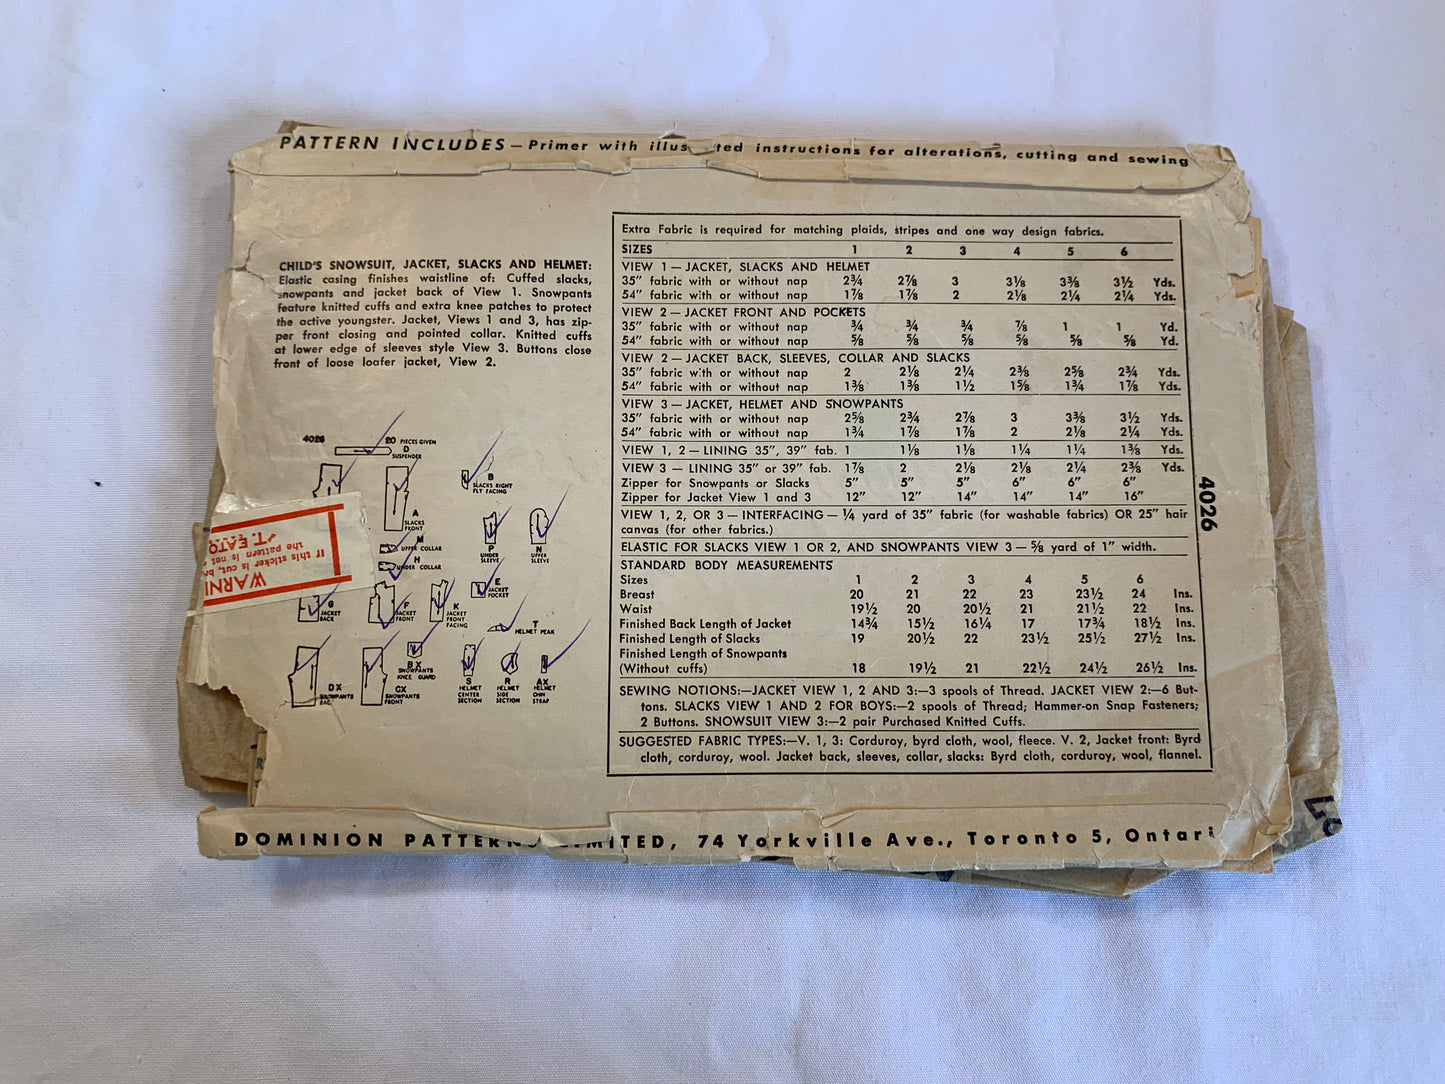 PATTERN INCLUDES — Primer with illus ted instructions for alterations, cutting and sewing
CHILD'S SNOWSUIT, JACKET, SLACKS AND HELMET:
Elastic casing finishes waistline of: Cuffed slacks,
snowpants and jacket back of View 1. Snowpants
feature knitted cuffs and extra knee patches to protect
the active youngster. Jacket, Views 1 and 3, has zip-
per front closing and pointed collar. Knitted cuffs
at lower edge of sleeves style View 3. Buttons close
front of loose loafer jacket, View 2.
4026 20 PIECES GIVEN
D
SUSPENDER
B
SLACKS RIGHT
FLY FACING
A
SLACKS
FRONT
M
UPPER COLLAR
H
UNDER COLLAR
P
UNDER
SLEEVE
N
UPPER
SLEEVE
E
JACKET
POCKET
G
JACKET
BACK
F
JACKET
FRONT
K
JACKET
FRONT
FACING
T
HELMET PEAK
BX
SNOWPANTS
KNEE GUARD
S
HELMET
CENTER
SECTION
R
HELMET
SIDE
SECTION
AX
HELMET
CHIN
STRAP
DX
SNOWPANTS
CX
SNOWPANTS
FRONT
WARNI
If this sticker is cut, br
the pattern is not
T. EATO
Extra Fabric is required for matching plaids, stripes and one way design fabrics.
SIZES 1 2 3 4 5 6
VIEW 1 — JACKET, SLACKS AND HELMET
35" fabric with or without nap 2¾ 2⅞ 3 3⅛ 3⅜ 3½ Yds.
54" fabric with or without nap 1⅞ 1⅞ 2 2⅛ 2¼ 2¼ Yds.
VIEW 2 — JACKET FRONT AND POCKETS
35" fabric with or without nap ¾ ¾ ¾ ⅞ 1 1 Yd.
54" fabric with or without nap ⅝ ⅝ ⅝ ⅝ ⅝ ⅝ Yd.
VIEW 2 — JACKET BACK, SLEEVES, COLLAR AND SLACKS
35" fabric with or without nap 2 2⅛ 2¼ 2⅜ 2⅝ 2¾ Yds.
54" fabric with or without nap 1⅜ 1⅜ 1½ 1⅝ 1¾ 1⅞ Yds.
VIEW 3 — JACKET, HELMET AND SNOWPANTS
35" fabric with or without nap 2⅝ 2¾ 2⅞ 3 3⅜ 3½ Yds.
54" fabric with or without nap 1¾ 1⅞ 1⅞ 2 2⅛ 2¼ Yds.
VIEW 1, 2 — LINING 35", 39" fab. 1 1⅛ 1⅛ 1¼ 1¼ 1⅜ Yds.
VIEW 3 — LINING 35" or 39" fab. 1⅞ 2 2⅛ 2⅛ 2¼ 2⅜ Yds.
Zipper for Snowpants or Slacks 5" 5" 5" 6" 6" 6"
Zipper for Jacket View 1 and 3 12" 12" 14" 14" 14" 16"
VIEW 1, 2, OR 3 — INTERFACING — ¼ yard of 35" fabric (for washable fabrics) OR 25" hair
canvas (for other fabrics.)
ELASTIC FOR SLACKS VIEW 1 OR 2, AND SNOWPANTS VIEW 3 — ⅝ yard of 1" width.
STANDARD BODY MEASUREMENTS
Sizes 1 2 3 4 5 6
Breast 20 21 22 23 23½ 24 Ins.
Waist 19½ 20 20½ 21 21½ 22 Ins.
Finished Back Length of Jacket 14¾ 15½ 16¼ 17 17¾ 18½ Ins.
Finished Length of Slacks 19 20½ 22 23½ 25½ 27½ Ins.
Finished Length of Snowpants
(Without cuffs) 18 19½ 21 22½ 24½ 26½ Ins.
SEWING NOTIONS:—JACKET VIEW 1, 2 AND 3:—3 spools of Thread. JACKET VIEW 2:—6 But-
tons. SLACKS VIEW 1 AND 2 FOR BOYS:—2 spools of Thread; Hammer-on Snap Fasteners;
2 Buttons. SNOWSUIT VIEW 3:—2 pair Purchased Knitted Cuffs.
SUGGESTED FABRIC TYPES:—V. 1, 3: Corduroy, byrd cloth, wool, fleece. V. 2, Jacket front: Byrd
cloth, corduroy, wool. Jacket back, sleeves, collar, slacks: Byrd cloth, corduroy, wool, flannel.
4026
DOMINION PATTERNS LIMITED, 74 Yorkville Ave., Toronto 5, Ontari